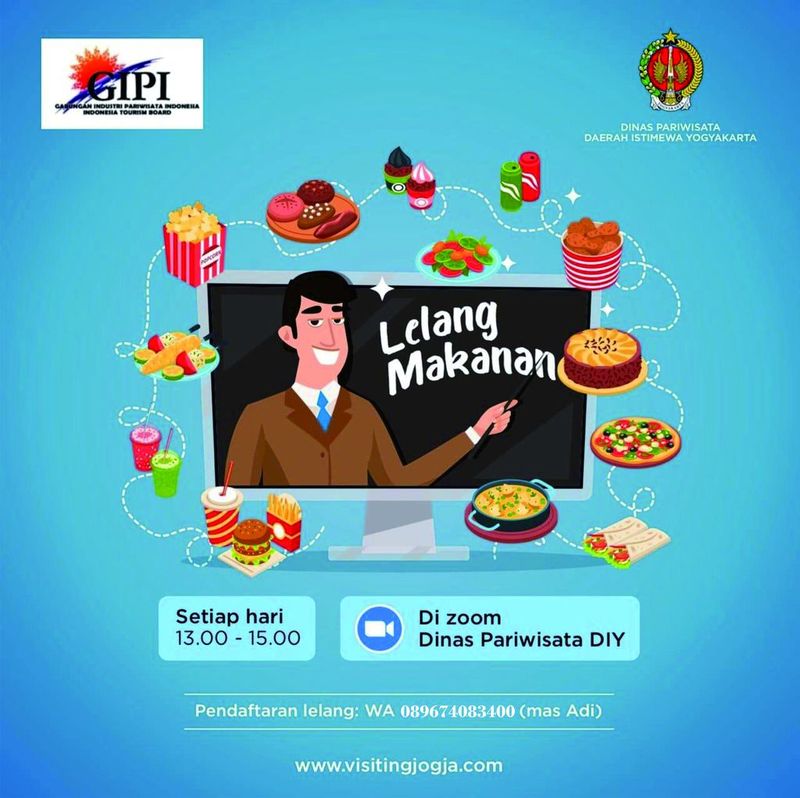 GIPI
GABUNGAN INDUSTRI PARIWISATA INDONESIA
INDONESIA TOURISM BOARD
DINAS PARIWISATA
DAERAH ISTIMEWA YOGYAKARTA
POPCORN
Lelang
Makanan
Setiap hari
13.00 - 15.00
Di zoom
Dinas Pariwisata DIY
Pendaftaran lelang: WA 089674083400 (mas Adi)
www.visitingjogja.com